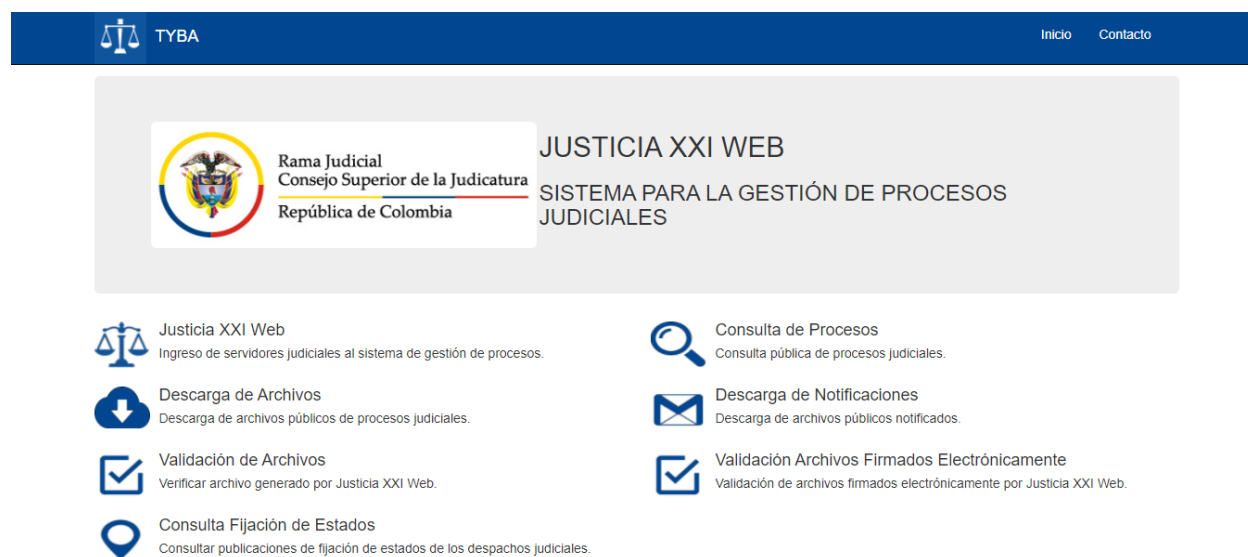 TYBA
Inicio
Contacto
Rama Judicial
Consejo Superior de la Judicatura
República de Colombia
JUSTICIA XXI WEB
SISTEMA PARA LA GESTIÓN DE PROCESOS
JUDICIALES
Justicia XXI Web
Ingreso de servidores judiciales al sistema de gestión de procesos.
Consulta de Procesos
Consulta pública de procesos judiciales.
Descarga de Archivos
Descarga de archivos públicos de procesos judiciales.
Descarga de Notificaciones
Descarga de archivos públicos notificados.
Validación de Archivos
Verificar archivo generado por Justicia XXI Web.
Validación Archivos Firmados Electrónicamente
Validación de archivos firmados electrónicamente por Justicia XXI Web.
Consulta Fijación de Estados
Consultar publicaciones de fijación de estados de los despachos judiciales.